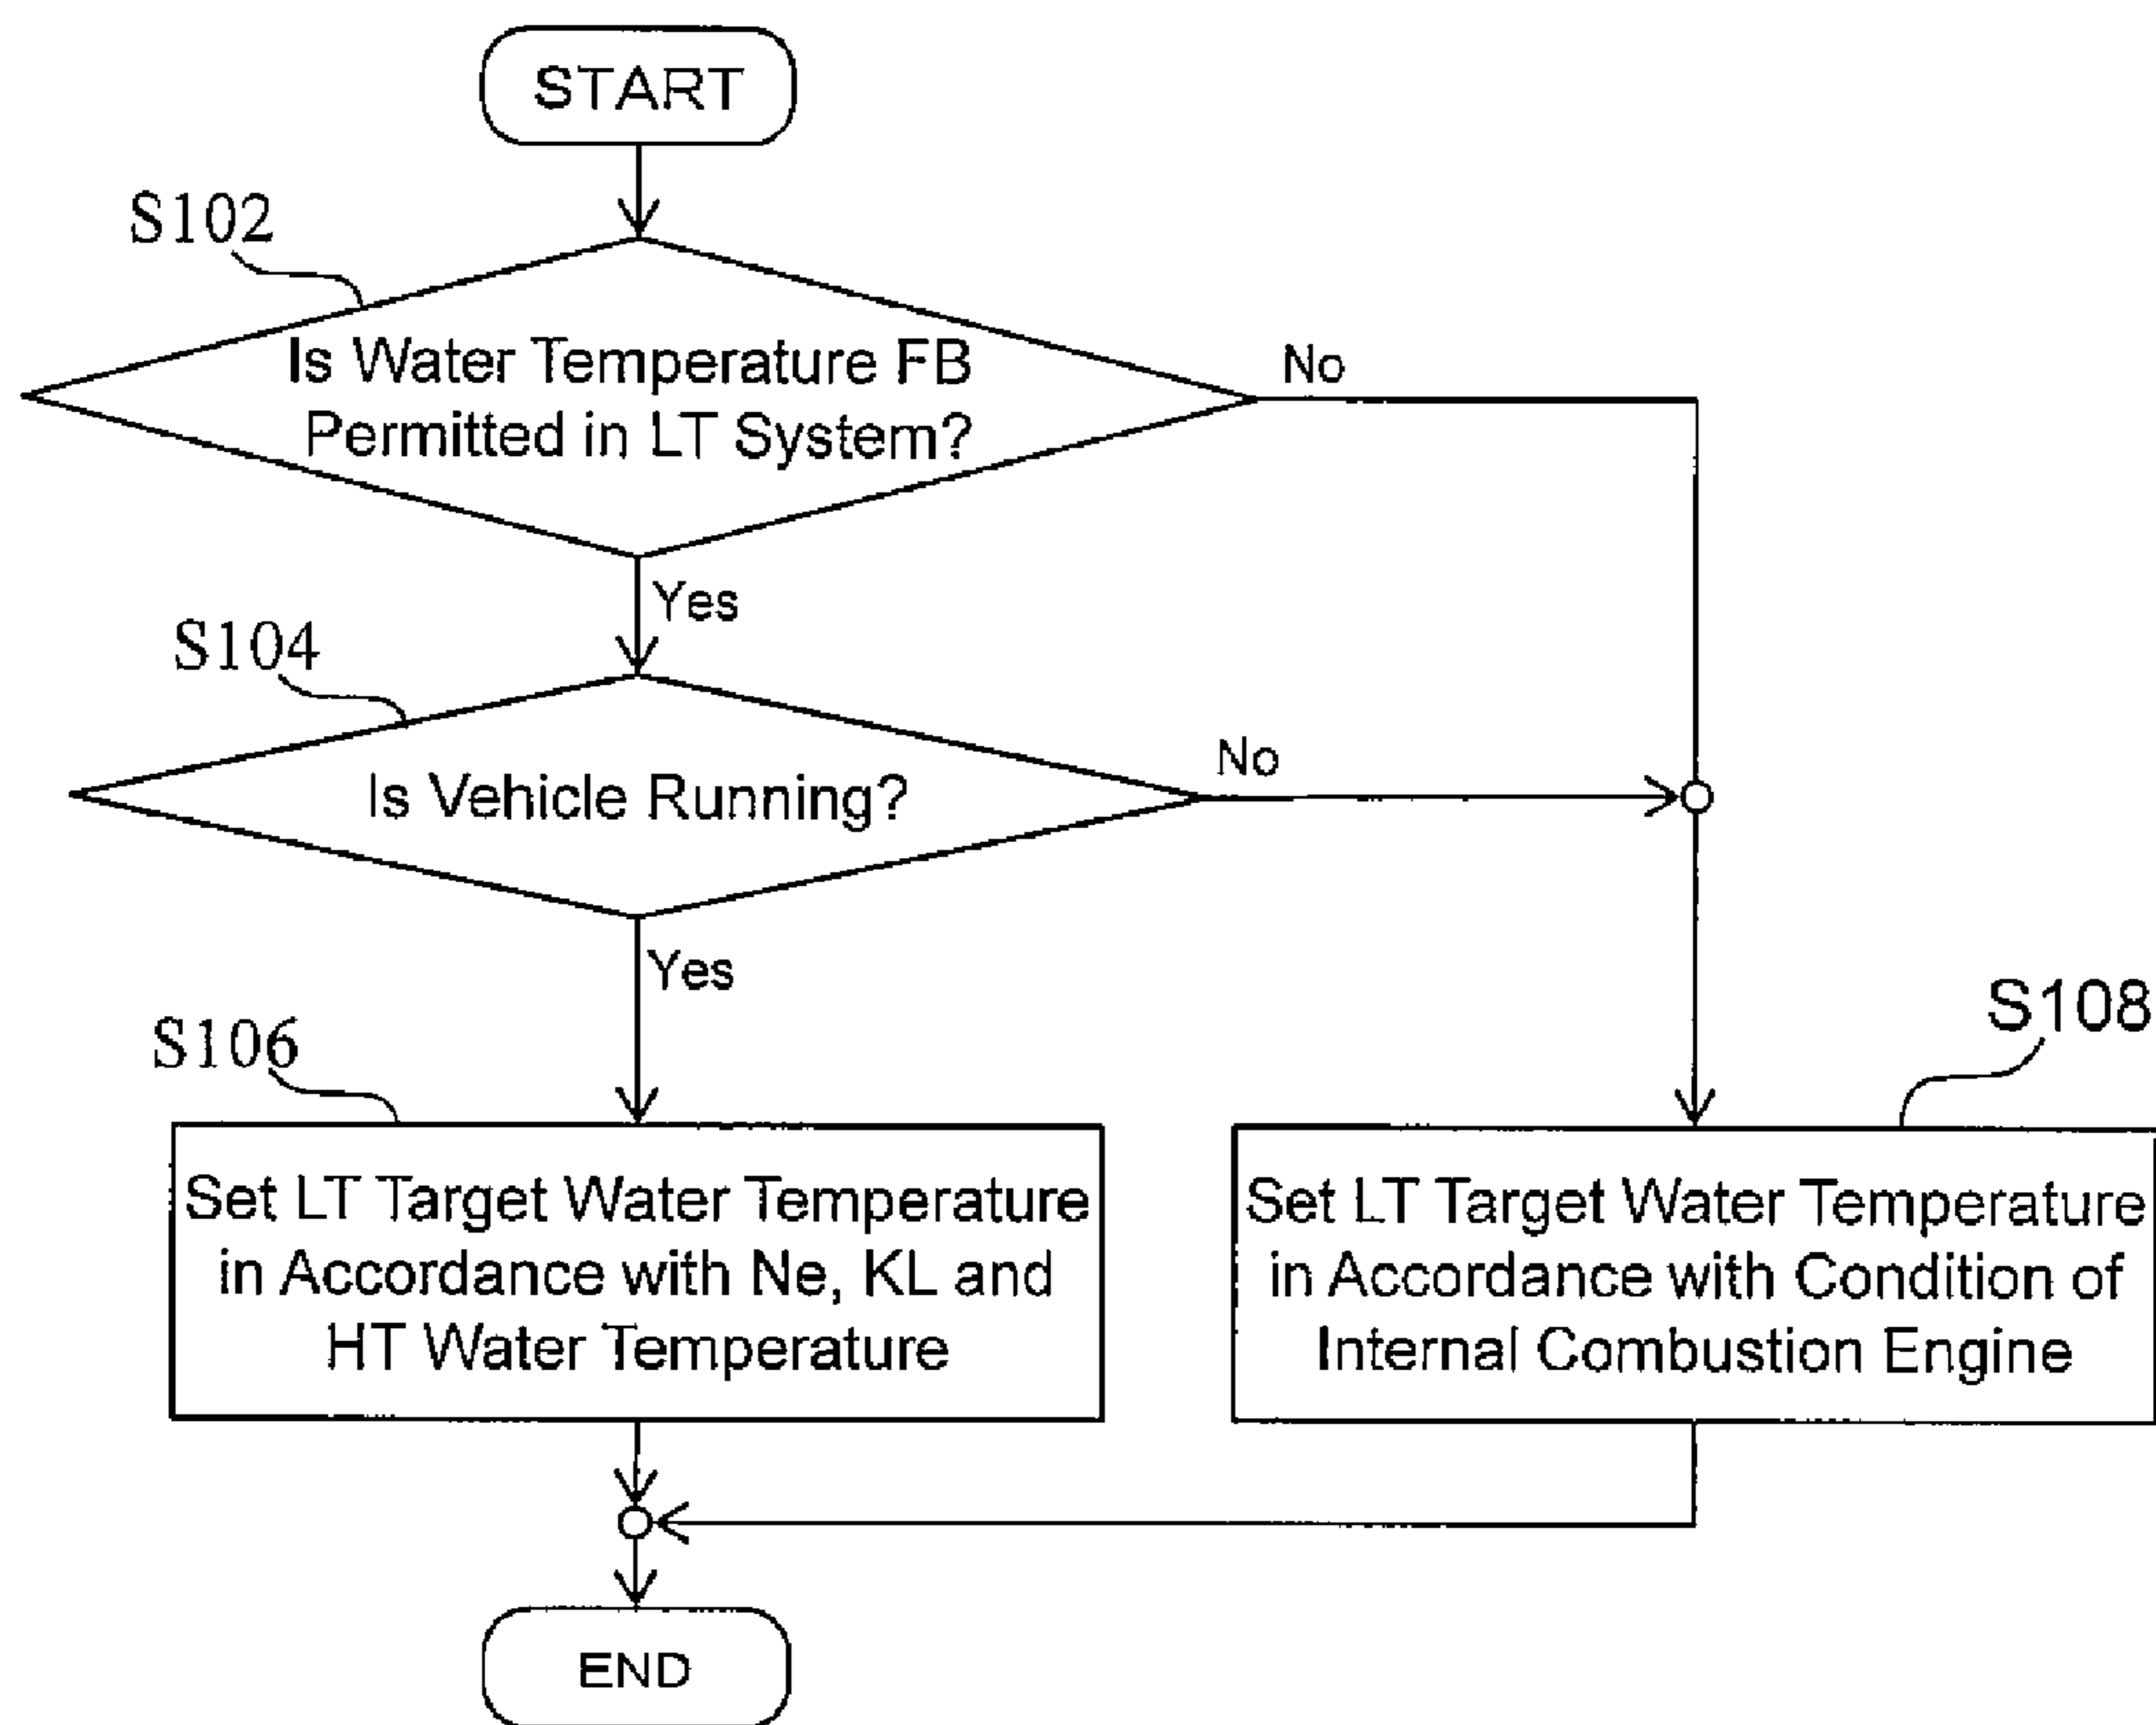 START
S102
Is Water Temperature FB
Permitted in LT System?
No
Yes
S104
Is Vehicle Running?
No
Yes
S106
S108
Set LT Target Water Temperature
in Accordance with Ne, KL and
HT Water Temperature
Set LT Target Water Temperature
in Accordance with Condition of
Internal Combustion Engine
END